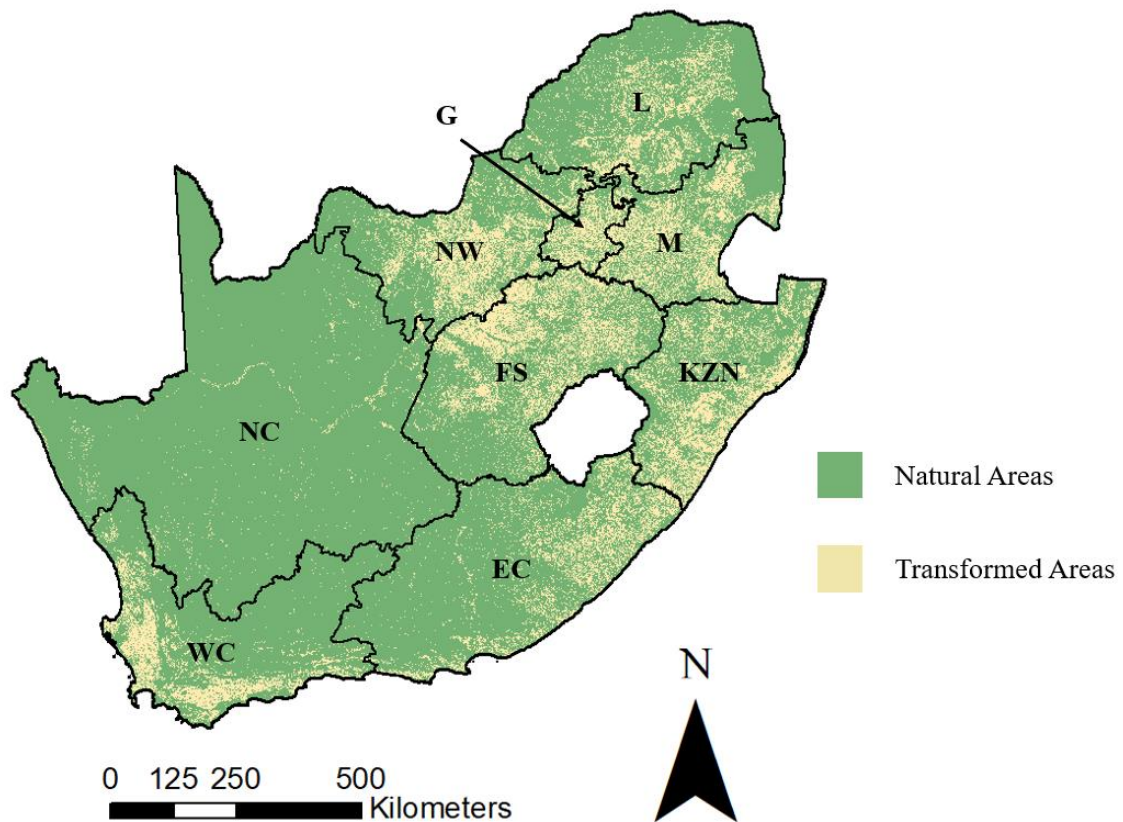 L
G
NW
M
FS
KZN
NC
Natural Areas
EC
Transformed Areas
WC
N
0 125 250 500
Kilometers